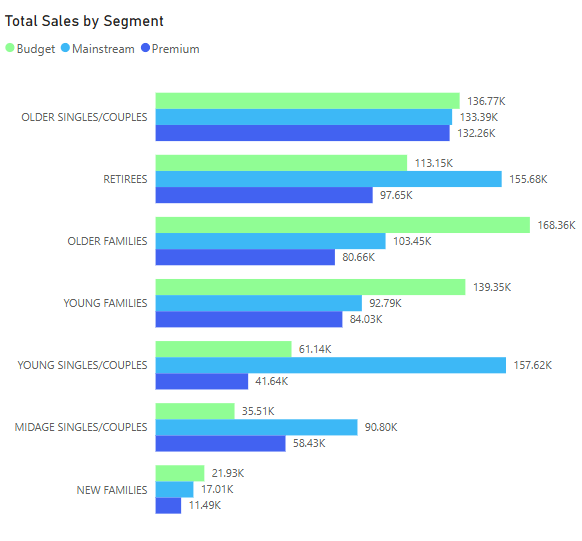 Total Sales by Segment
Budget Mainstream Premium
OLDER SINGLES/COUPLES
136.77K
133.39K
132.26K
RETIREES
113.15K
155.68K
97.65K
OLDER FAMILIES
168.36K
103.45K
80.66K
YOUNG FAMILIES
139.35K
92.79K
84.03K
YOUNG SINGLES/COUPLES
61.14K
157.62K
41.64K
MIDAGE SINGLES/COUPLES
35.51K
90.80K
58.43K
NEW FAMILIES
21.93K
17.01K
11.49K